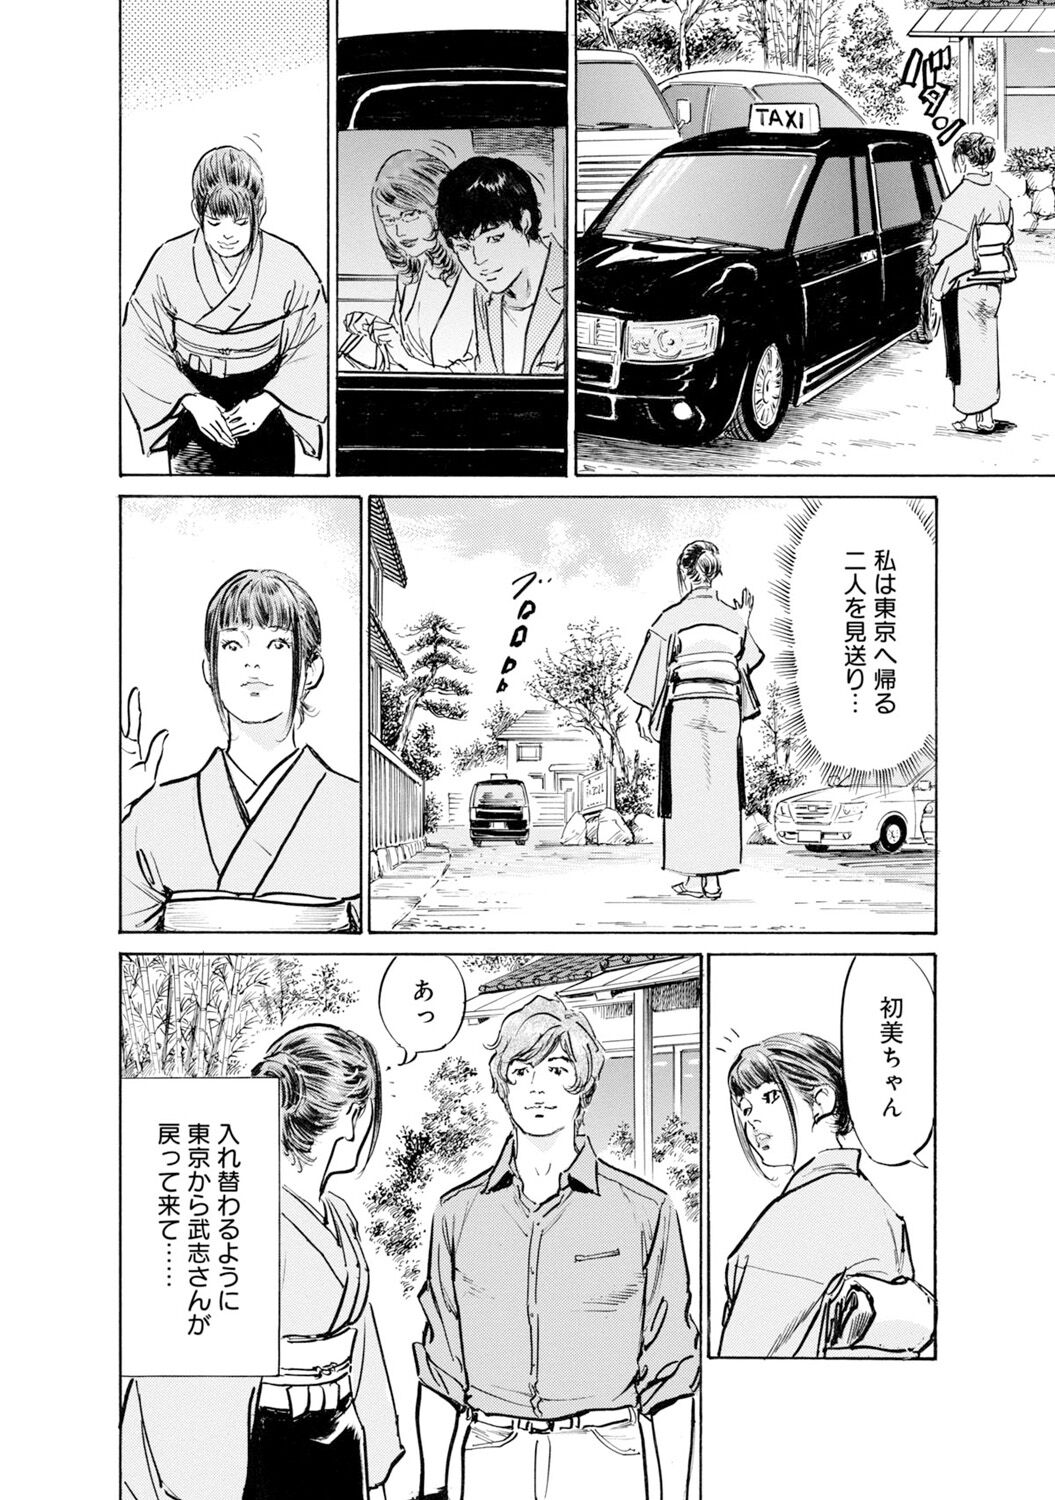 バタン
TAXI
私は東京へ帰る
二人を見送り…
ブロロロ…
初美ちゃん
あっ
入れ替わるように
東京から武志さんが
戻って来て……